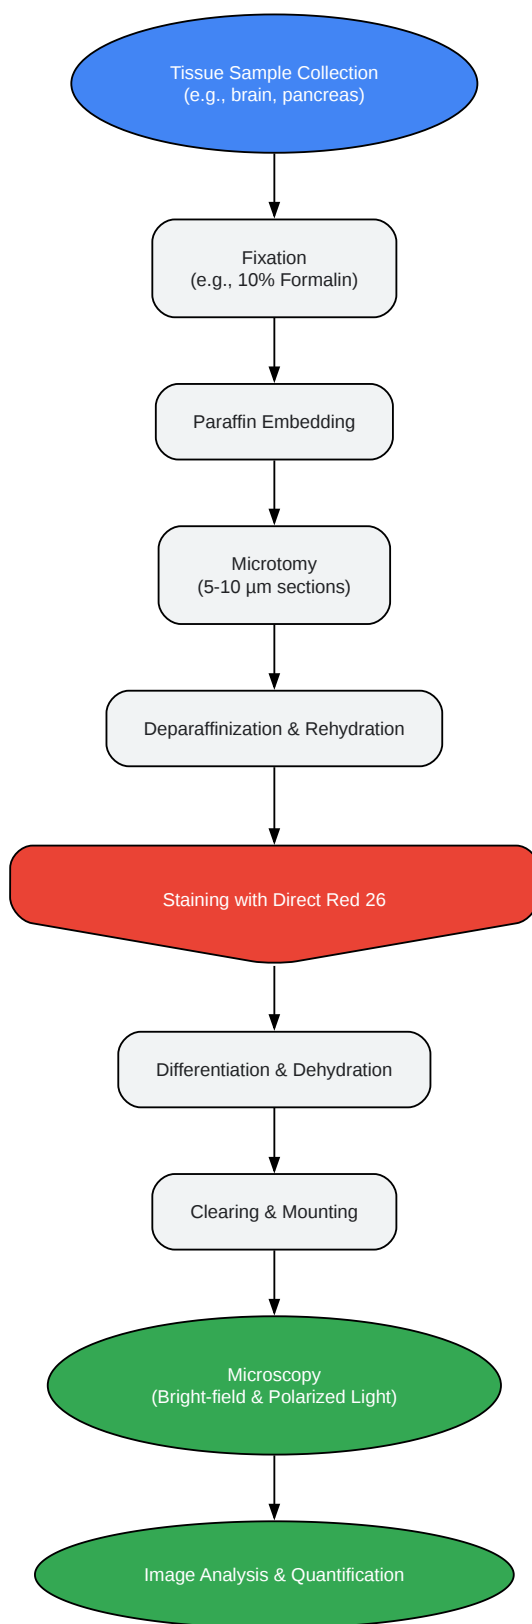 Tissue Sample Collection
(e.g., brain, pancreas)
Fixation
(e.g., 10% Formalin)
Paraffin Embedding
Microtomy
(5-10 µm sections)
Deparaffinization & Rehydration
Staining with Direct Red 26
Differentiation & Dehydration
Clearing & Mounting
Microscopy
(Bright-field & Polarized Light)
Image Analysis & Quantification